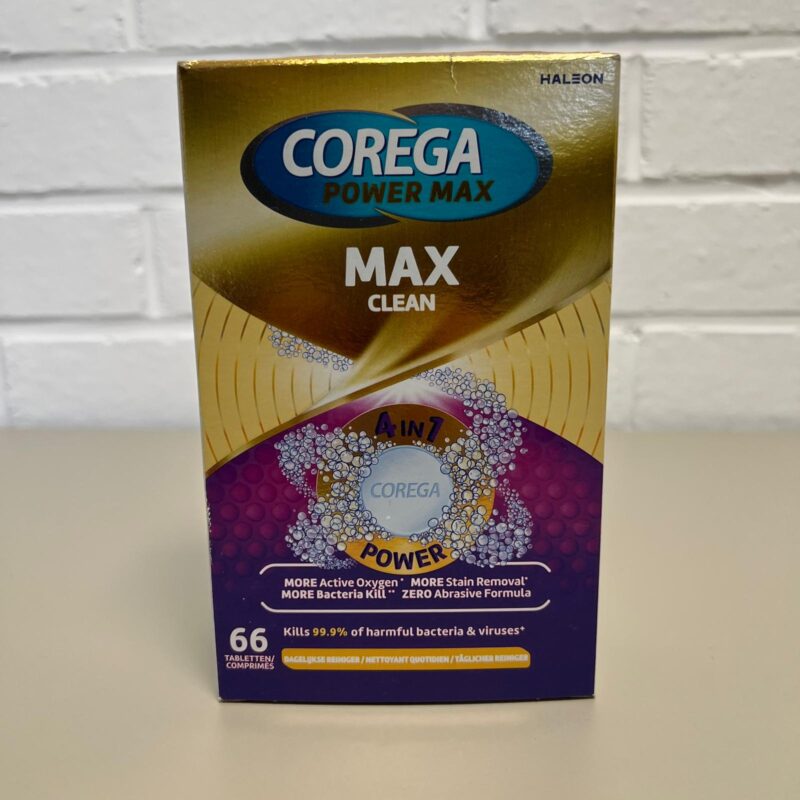 HALEON
COREGA
POWER MAX
MAX
CLEAN
4 IN 1
COREGA
POWER
MORE Active Oxygen* MORE Stain Removal*
MORE Bacteria Kill** ZERO Abrasive Formula
66
TABLETTEN/
COMPRIMÉS
Kills 99.9% of harmful bacteria & viruses+
DAGELIJKSE REINIGER / NETTOYANT QUOTIDIEN / TÄGLICHER REINIGER